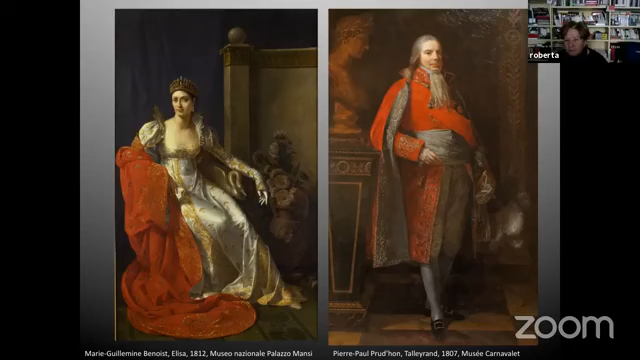 roberta
Marie-Guillemine Benoist, Elisa, 1812, Museo nazionale Palazzo Mansi
Pierre-Paul Prud'hon, Talleyrand, 1807, Musée Carnavalet
zoom